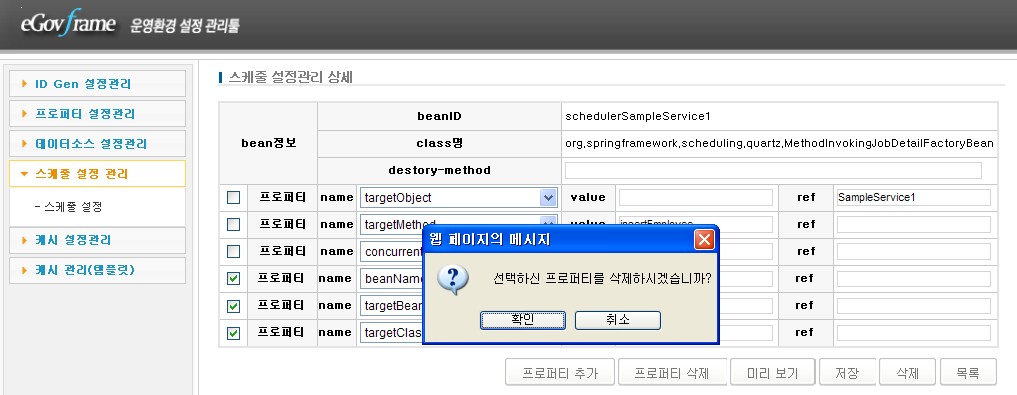 eGovframe 운영환경 설정 관리툴
ID Gen 설정관리
프로퍼티 설정관리
데이터소스 설정관리
스케줄 설정 관리
- 스케줄 설정
캐시 설정관리
캐시 관리(템플릿)
스케줄 설정관리 상세
bean정보
beanID schedulerSampleService1
class명 org,springframework,scheduling,quartz,MethodInvokingJobDetailFactoryBean
destory-method
프로퍼티 name targetObject value ref SampleService1
프로퍼티 name targetMethod value insertEmployee ref
프로퍼티 name concurrent ref
프로퍼티 name beanName ref
프로퍼티 name targetBea ref
프로퍼티 name targetClas ref
웹 페이지의 메시지
선택하신 프로퍼티를 삭제하시겠습니까?
확인 취소
프로퍼티 추가 프로퍼티 삭제 미리 보기 저장 삭제 목록